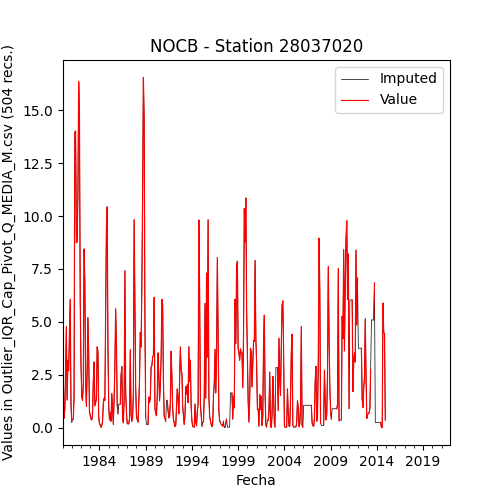 NOCB - Station 28037020
Imputed
Value
Values in Outlier_IQR_Cap_Pivot_Q_MEDIA_M.csv (504 recs.)
15.0
12.5
10.0
7.5
5.0
2.5
0.0
1984 1989 1994 1999 2004 2009 2014 2019
Fecha